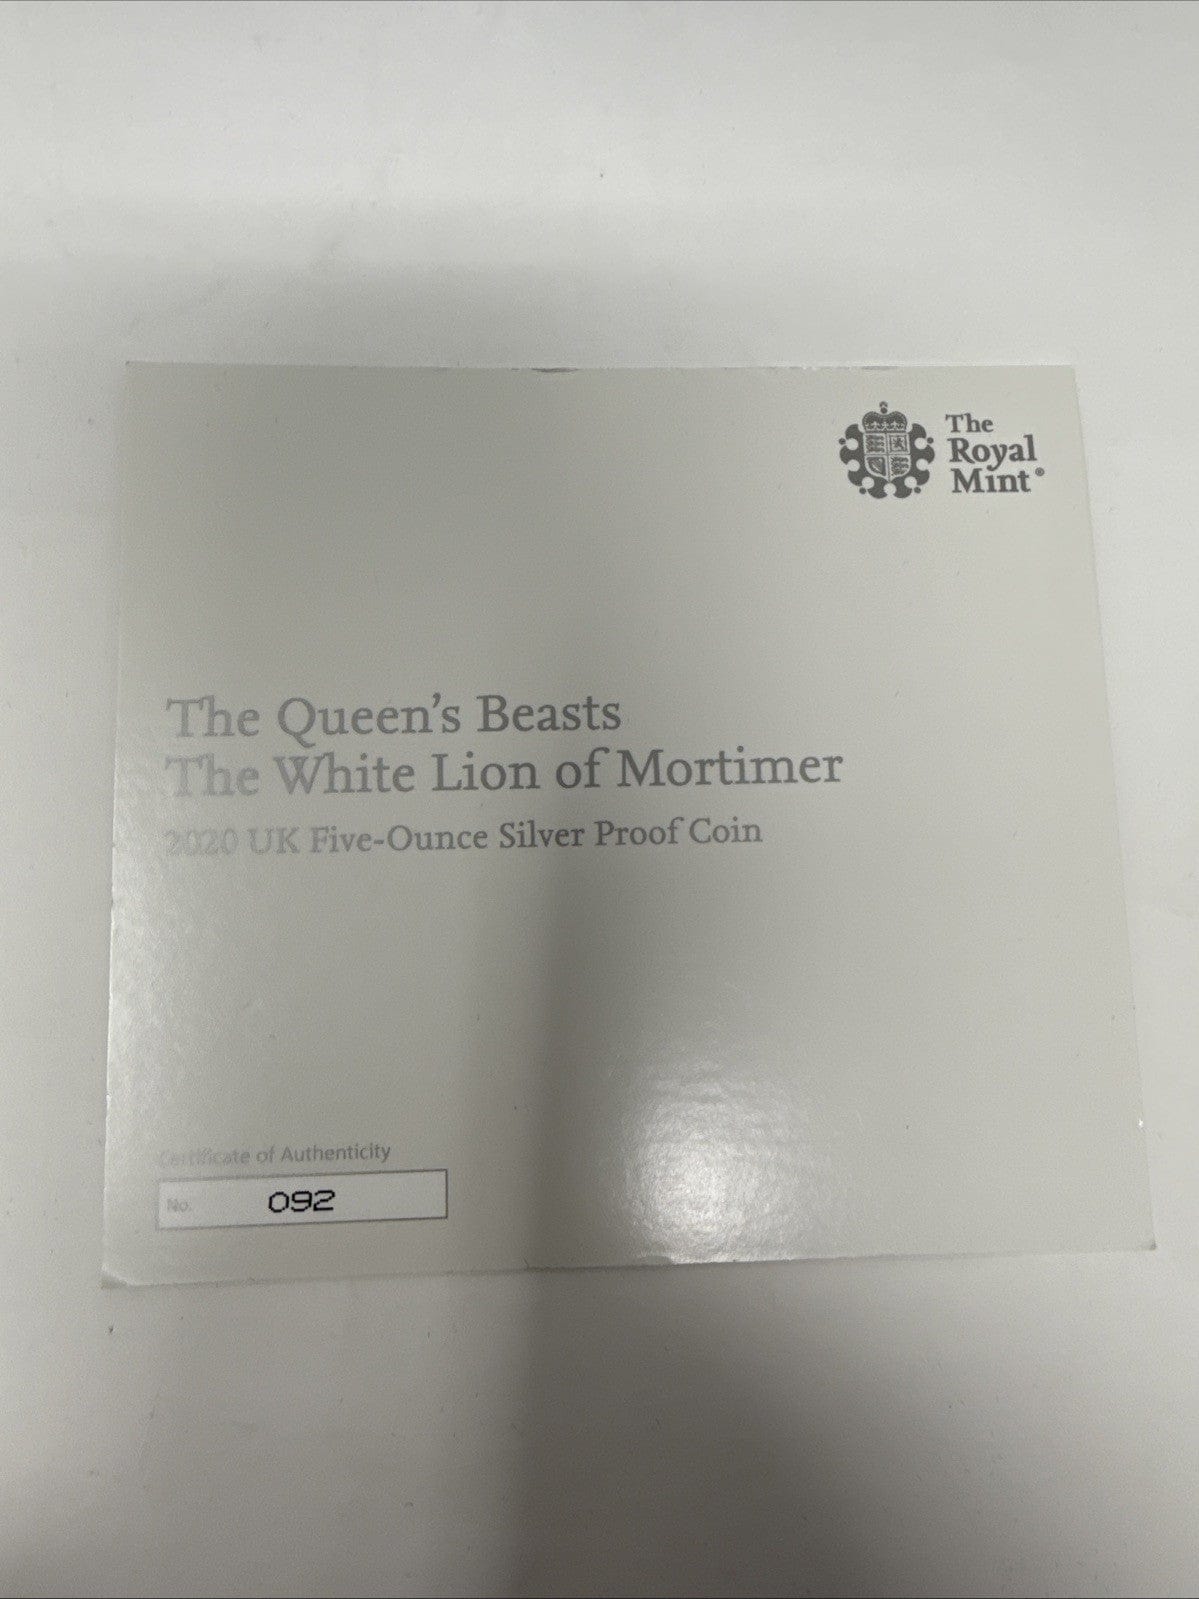 The
Royal
Mint®
The Queen's Beasts
The White Lion of Mortimer
2020 UK Five-Ounce Silver Proof Coin
Certificate of Authenticity
No. 092